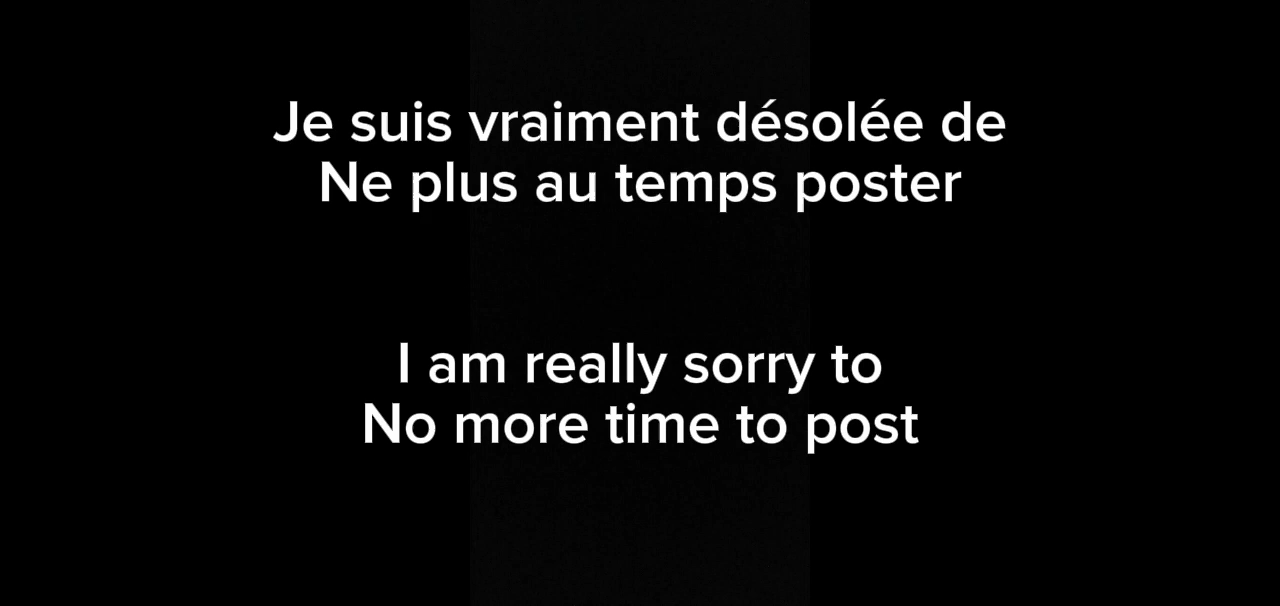 Je suis vraiment désolée de
Ne plus au temps poster
I am really sorry to
No more time to post